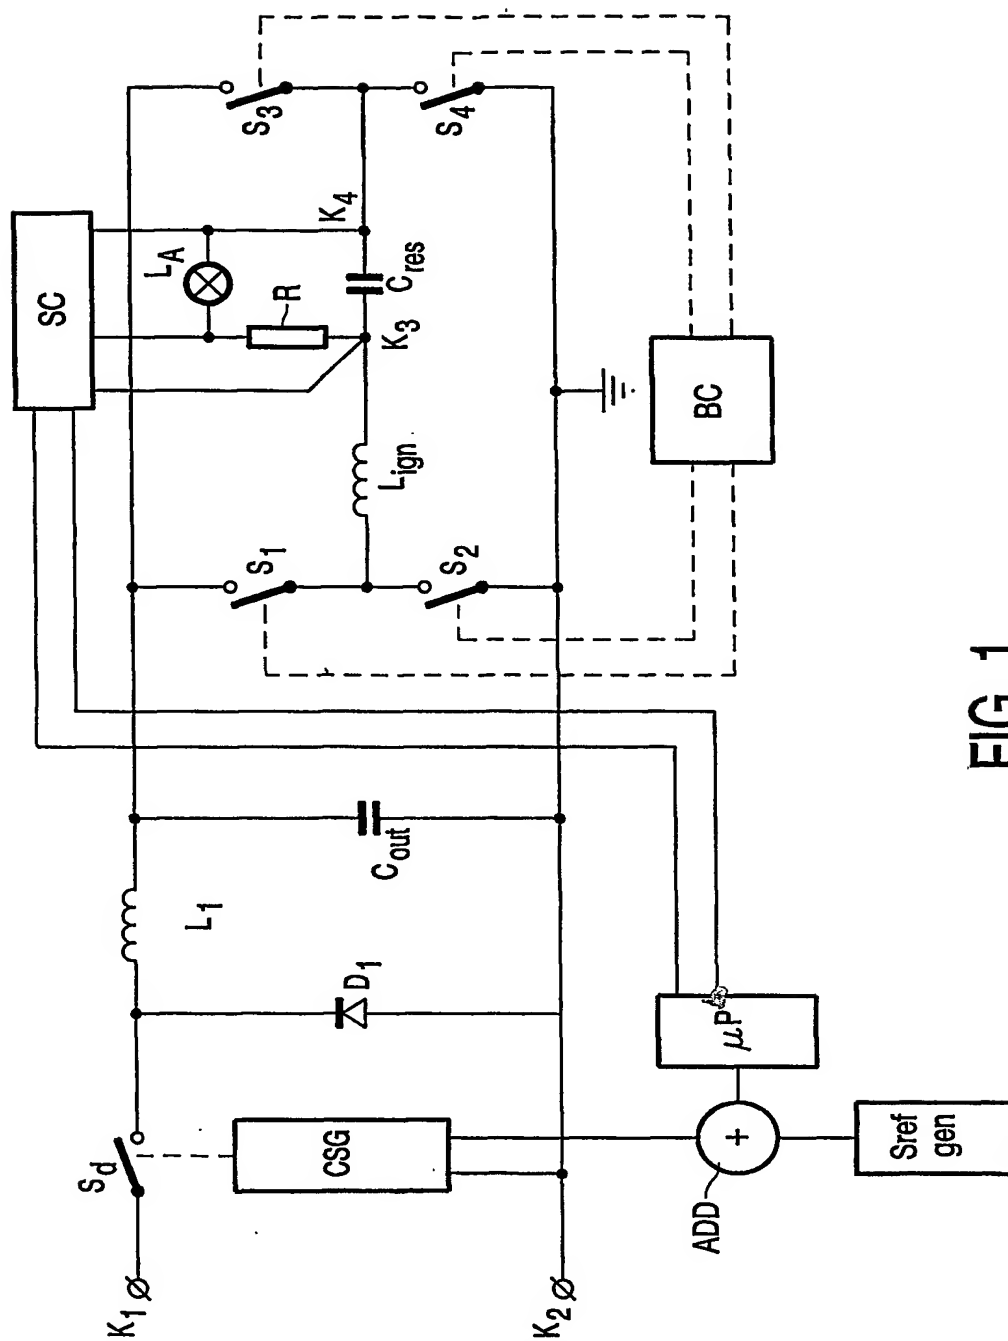 K1
Sd
L1
D1
Cout
CSG
K2
ADD
+
Sref
gen
μP
S1
S2
Lign
K3
Cres
K4
R
LA
SC
S3
S4
BC
FIG. 1